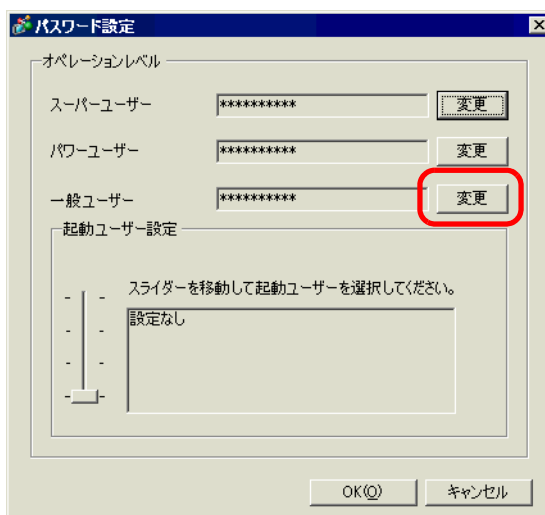 パスワード設定
オペレーションレベル
スーパーユーザー ********** 変更
パワーユーザー ********** 変更
一般ユーザー ********** 変更
起動ユーザー設定
スライダーを移動して起動ユーザーを選択してください。
設定なし
OK(O) キャンセル